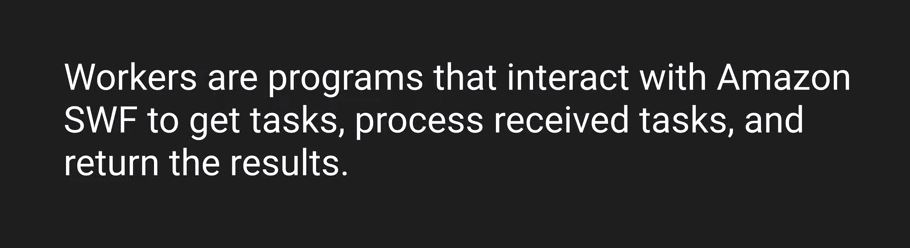 Workers are programs that interact with Amazon
SWF to get tasks, process received tasks, and
return the results.